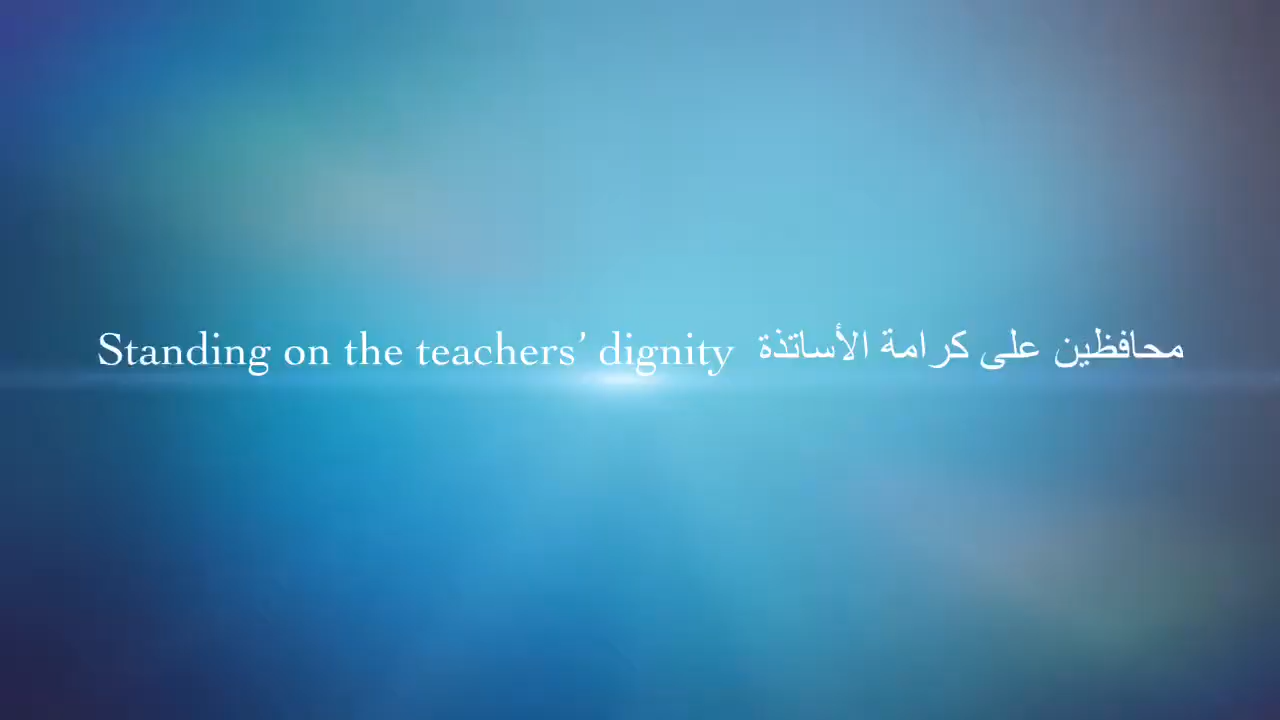 Standing on the teachers’ dignity محافظين على كرامة الأساتذة